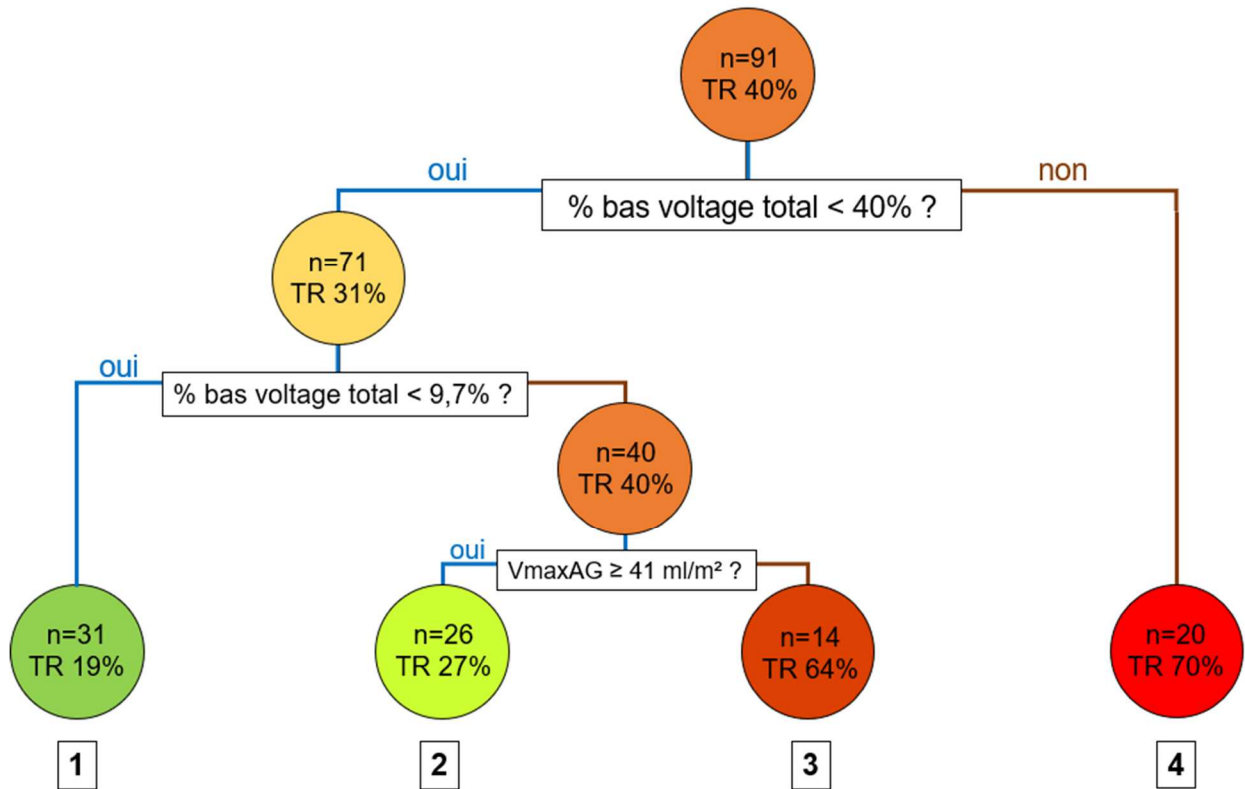 n=91
TR 40%
oui
non
% bas voltage total < 40% ?
n=71
TR 31%
oui
% bas voltage total < 9,7% ?
n=40
TR 40%
oui
VmaxAG ≥ 41 ml/m² ?
n=31
TR 19%
n=26
TR 27%
n=14
TR 64%
n=20
TR 70%
1
2
3
4